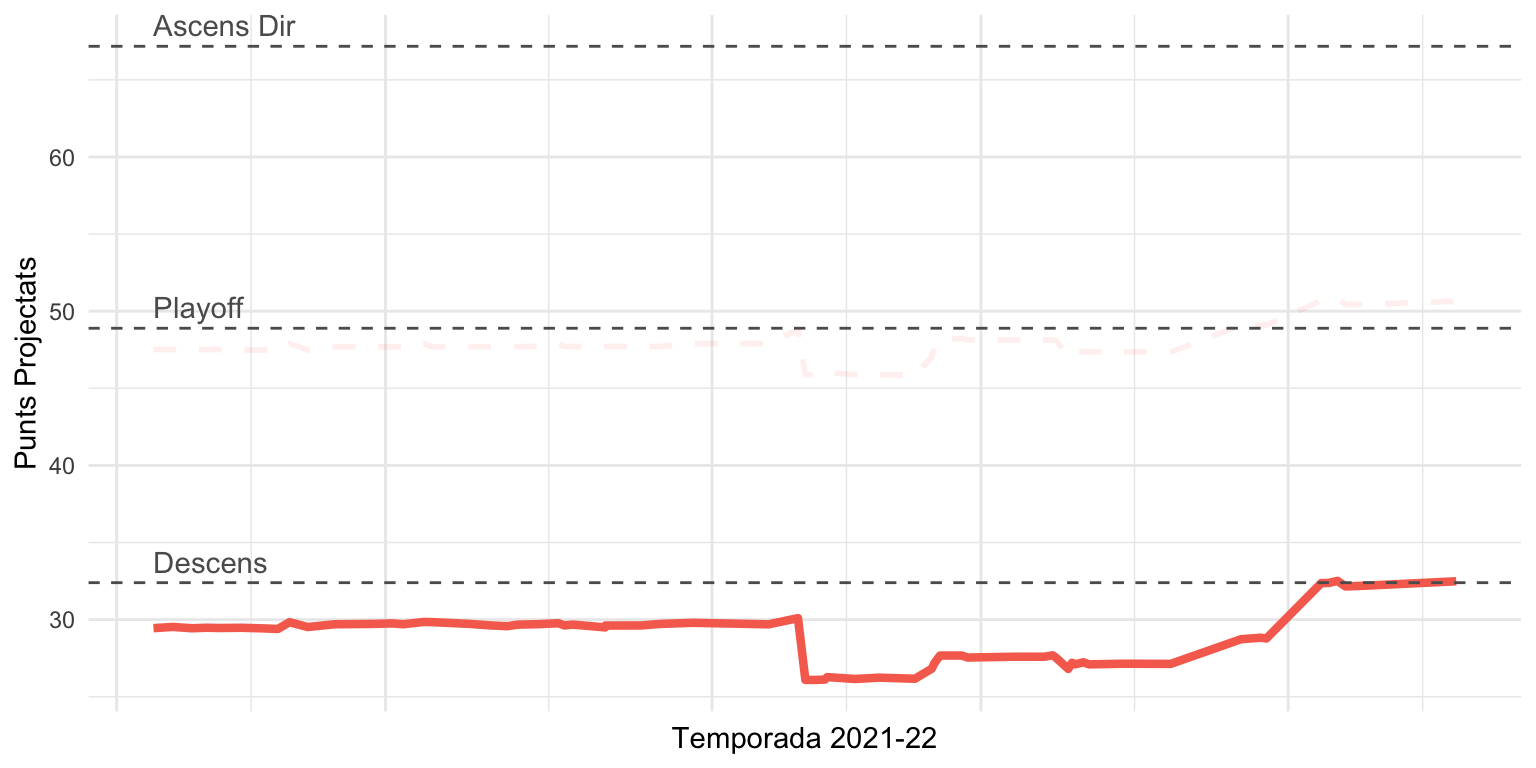 Ascens Dir
60
Playoff
50
40
Descens
30
Punts Projectats
Temporada 2021-22